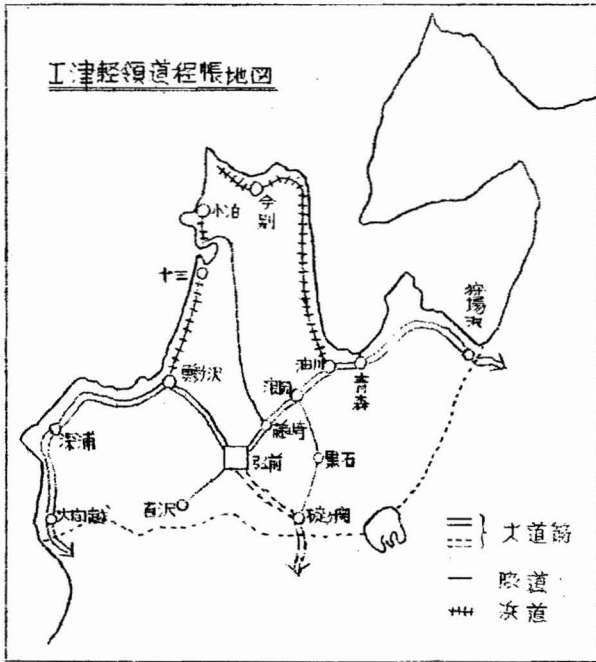 工津軽領道程帳地図
今別
小泊
十三
狩場沢
油川
青森
鰺ヶ沢
浪岡
藤崎
深浦
弘前
黒石
百沢
大間越
碇ヶ関
大道筋
脇道
浜道